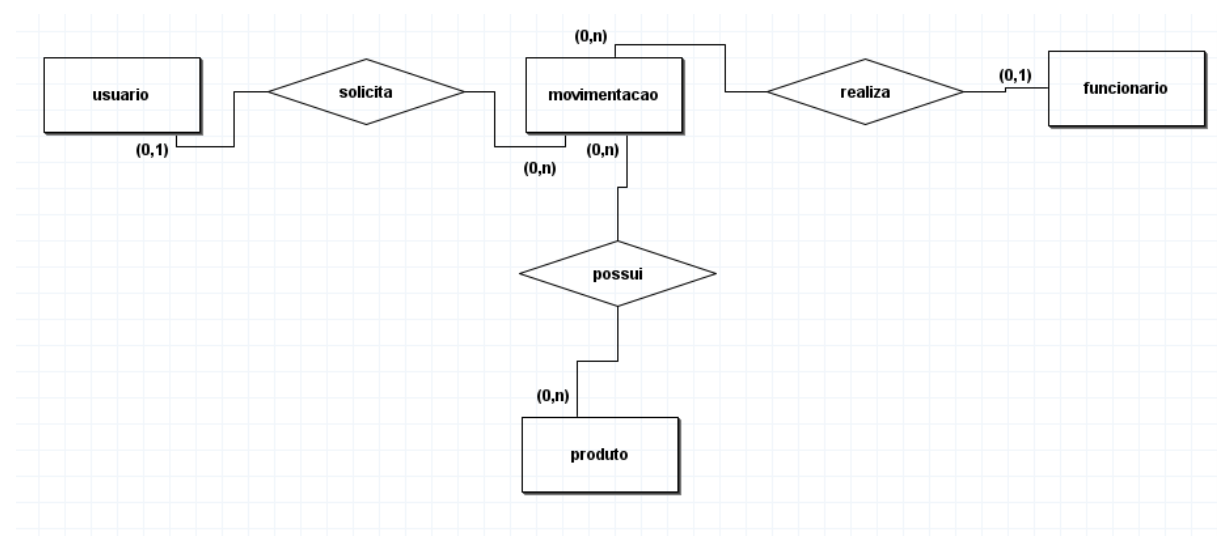 (0,n)
usuario
solicita
movimentacao
realiza
(0,1)
funcionario
(0,1)
(0,n)
(0,n)
possui
(0,n)
produto